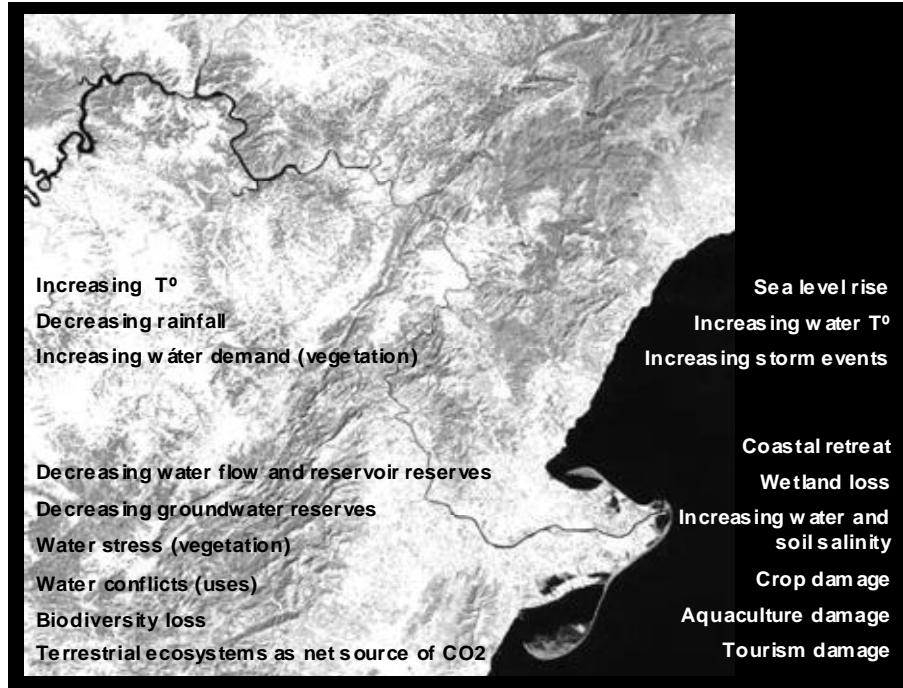 Increasing Tº
Decreasing rainfall
Increasing wáter demand (vegetation)
Sea level rise
Increasing water Tº
Increasing storm events
Decreasing water flow and reservoir reserves
Decreasing groundwater reserves
Water stress (vegetation)
Water conflicts (uses)
Biodiversity loss
Terrestrial ecosystems as net source of CO2
Coastal retreat
Wetland loss
Increasing water and
soil salinity
Crop damage
Aquaculture damage
Tourism damage